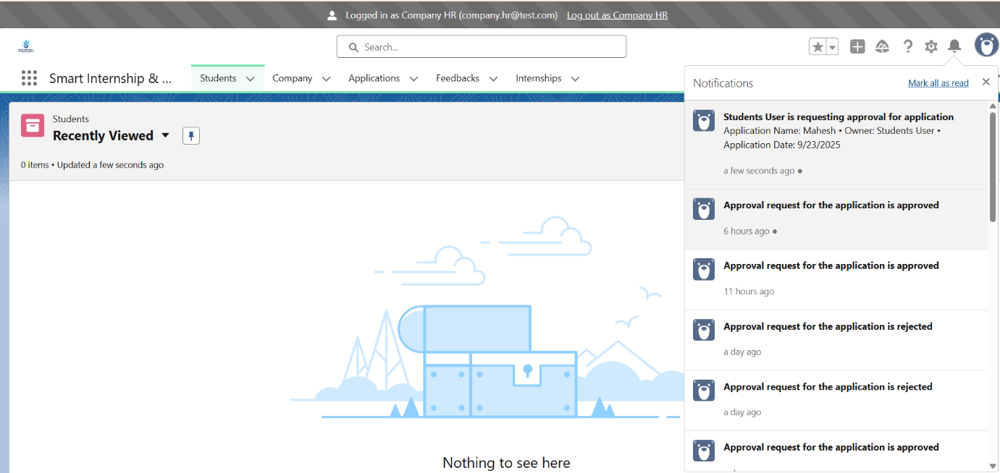 Logged in as Company HR (company.hr@test.com) Log out as Company HR
Search...
Smart Internship & ...
Students
Company
Applications
Feedbacks
Internships
Students
Recently Viewed
0 items • Updated a few seconds ago
Nothing to see here
Notifications
Mark all as read
Students User is requesting approval for application
Application Name: Mahesh • Owner: Students User •
Application Date: 9/23/2025
a few seconds ago
Approval request for the application is approved
6 hours ago
Approval request for the application is approved
11 hours ago
Approval request for the application is rejected
a day ago
Approval request for the application is rejected
a day ago
Approval request for the application is approved